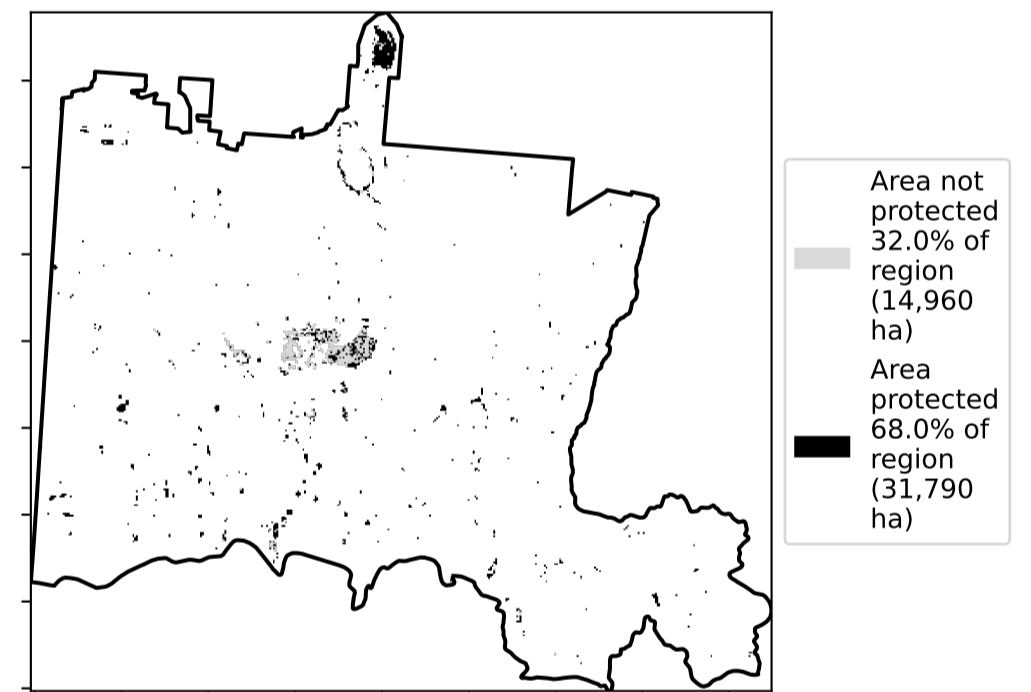 Area not
protected
32.0% of
region
(14,960
ha)
Area
protected
68.0% of
region
(31,790
ha)